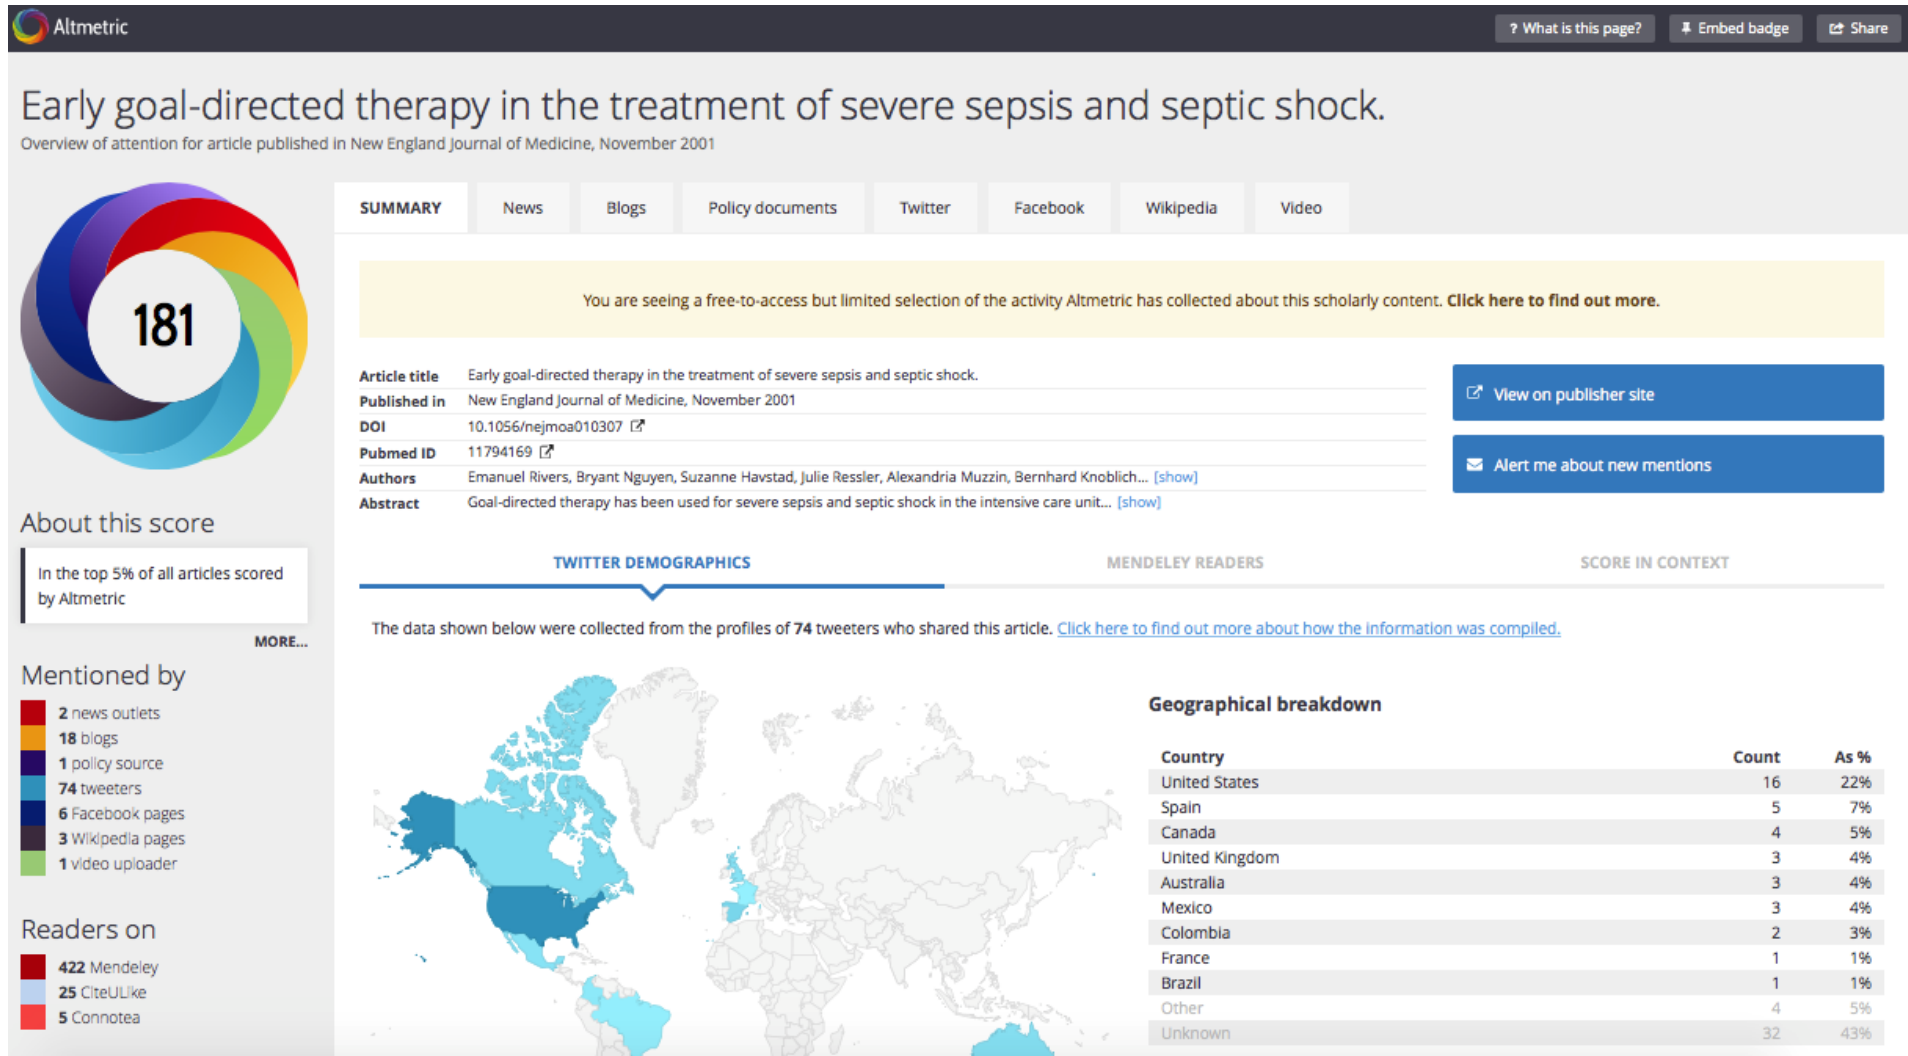 Altmetric
? What is this page?
Embed badge
Share
Early goal-directed therapy in the treatment of severe sepsis and septic shock.
Overview of attention for article published in New England Journal of Medicine, November 2001
181
SUMMARY
News
Blogs
Policy documents
Twitter
Facebook
Wikipedia
Video
You are seeing a free-to-access but limited selection of the activity Altmetric has collected about this scholarly content. Click here to find out more.
Article title Early goal-directed therapy in the treatment of severe sepsis and septic shock.
Published in New England Journal of Medicine, November 2001
DOI 10.1056/nejmoa010307
Pubmed ID 11794169
Authors Emanuel Rivers, Bryant Nguyen, Suzanne Havstad, Julie Ressler, Alexandria Muzzin, Bernhard Knoblich... [show]
Abstract Goal-directed therapy has been used for severe sepsis and septic shock in the intensive care unit... [show]
View on publisher site
Alert me about new mentions
About this score
In the top 5% of all articles scored
by Altmetric
MORE...
Mentioned by
2 news outlets
18 blogs
1 policy source
74 tweeters
6 Facebook pages
3 Wikipedia pages
1 video uploader
Readers on
422 Mendeley
25 CiteULike
5 Connotea
TWITTER DEMOGRAPHICS
MENDELEY READERS
SCORE IN CONTEXT
The data shown below were collected from the profiles of 74 tweeters who shared this article. Click here to find out more about how the information was compiled.
Geographical breakdown
Country Count As %
United States 16 22%
Spain 5 7%
Canada 4 5%
United Kingdom 3 4%
Australia 3 4%
Mexico 3 4%
Colombia 2 3%
France 1 1%
Brazil 1 1%
Other 4 5%
Unknown 32 43%